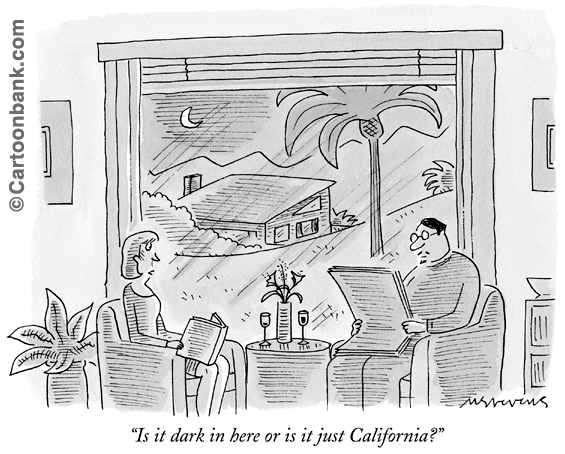 © Cartoonbank.com
MSTEVENS
“Is it dark in here or is it just California?”